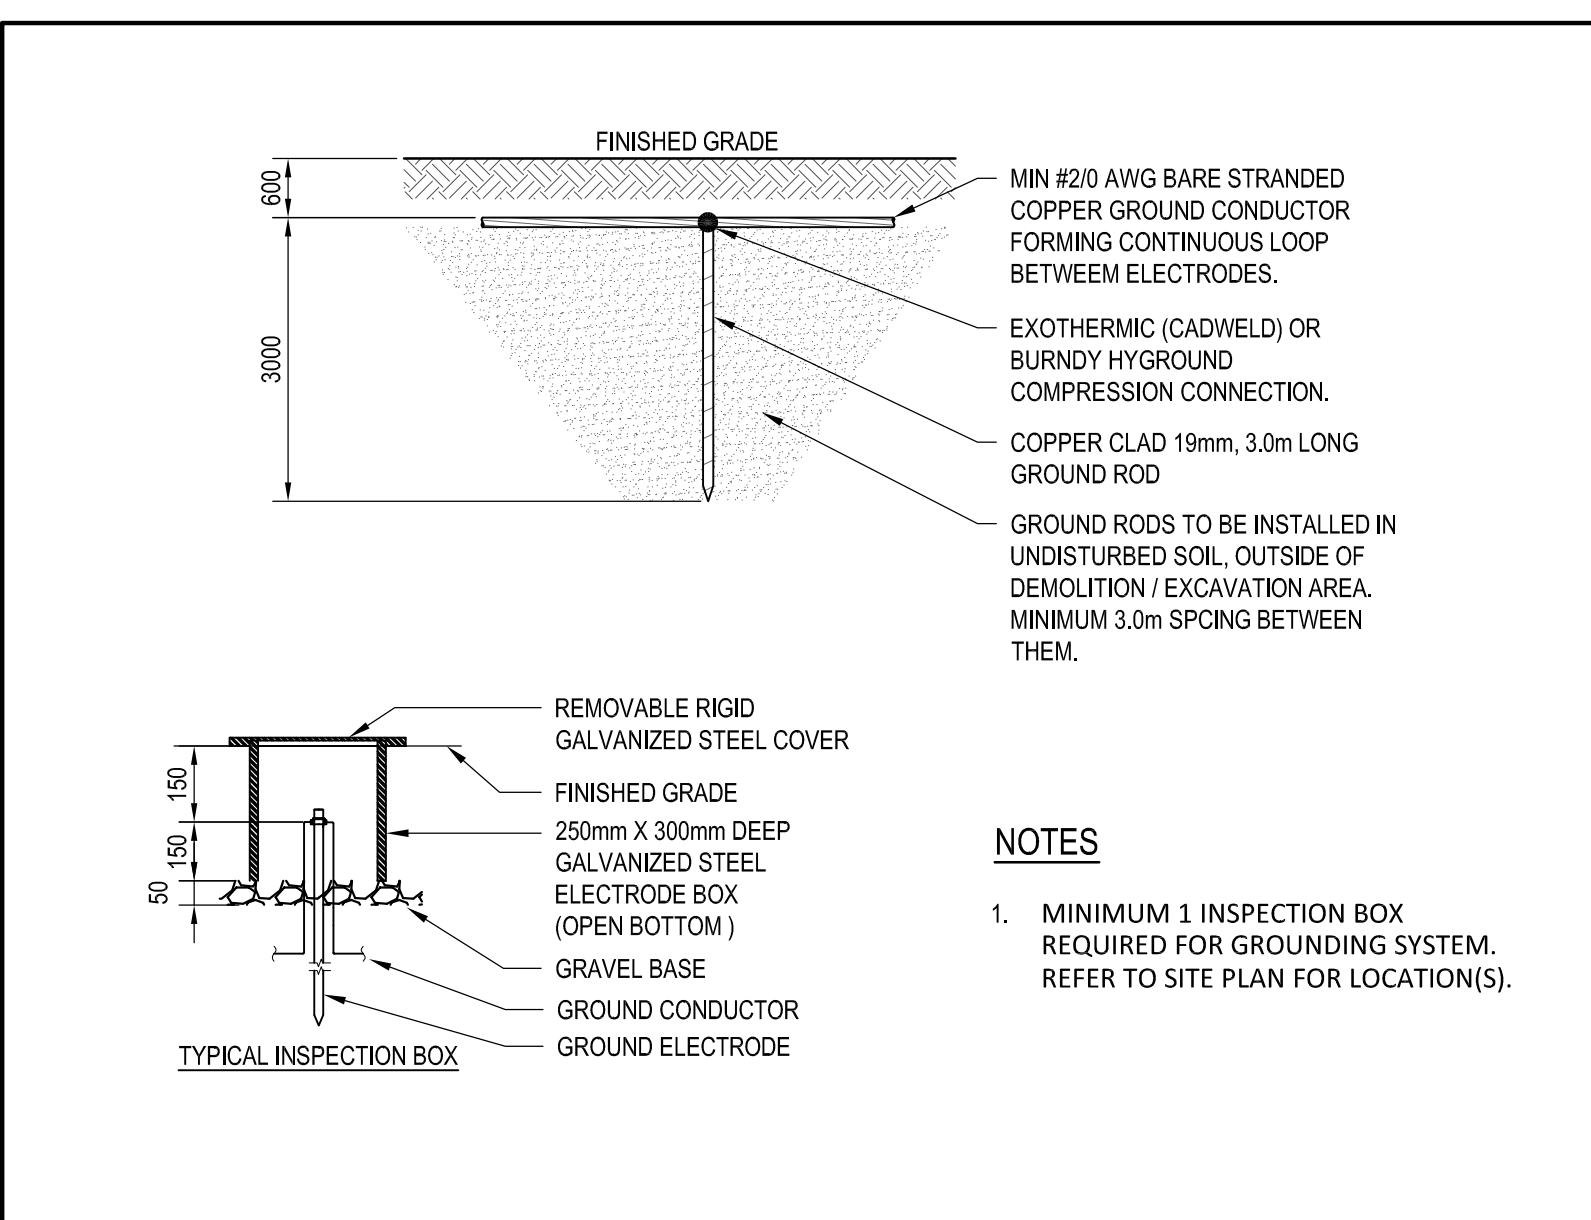 FINISHED GRADE
600
3000
MIN #2/0 AWG BARE STRANDED
COPPER GROUND CONDUCTOR
FORMING CONTINUOUS LOOP
BETWEEM ELECTRODES.
EXOTHERMIC (CADWELD) OR
BURNDY HYGROUND
COMPRESSION CONNECTION.
COPPER CLAD 19mm, 3.0m LONG
GROUND ROD
GROUND RODS TO BE INSTALLED IN
UNDISTURBED SOIL, OUTSIDE OF
DEMOLITION / EXCAVATION AREA.
MINIMUM 3.0m SPCING BETWEEN
THEM.
REMOVABLE RIGID
GALVANIZED STEEL COVER
FINISHED GRADE
250mm X 300mm DEEP
GALVANIZED STEEL
ELECTRODE BOX
(OPEN BOTTOM )
GRAVEL BASE
GROUND CONDUCTOR
GROUND ELECTRODE
150
150
50
TYPICAL INSPECTION BOX
NOTES
1. MINIMUM 1 INSPECTION BOX
REQUIRED FOR GROUNDING SYSTEM.
REFER TO SITE PLAN FOR LOCATION(S).